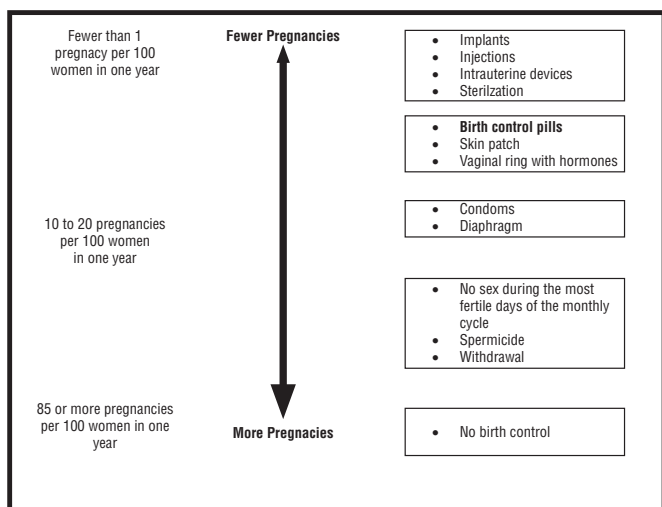 Fewer than 1
pregnacy per 100
women in one year
Fewer Pregnancies
• Implants
• Injections
• Intrauterine devices
• Sterilzation
• Birth control pills
• Skin patch
• Vaginal ring with hormones
10 to 20 pregnancies
per 100 women
in one year
• Condoms
• Diaphragm
• No sex during the most
fertile days of the monthly
cycle
• Spermicide
• Withdrawal
85 or more pregnancies
per 100 women in one
year
More Pregnacies
• No birth control